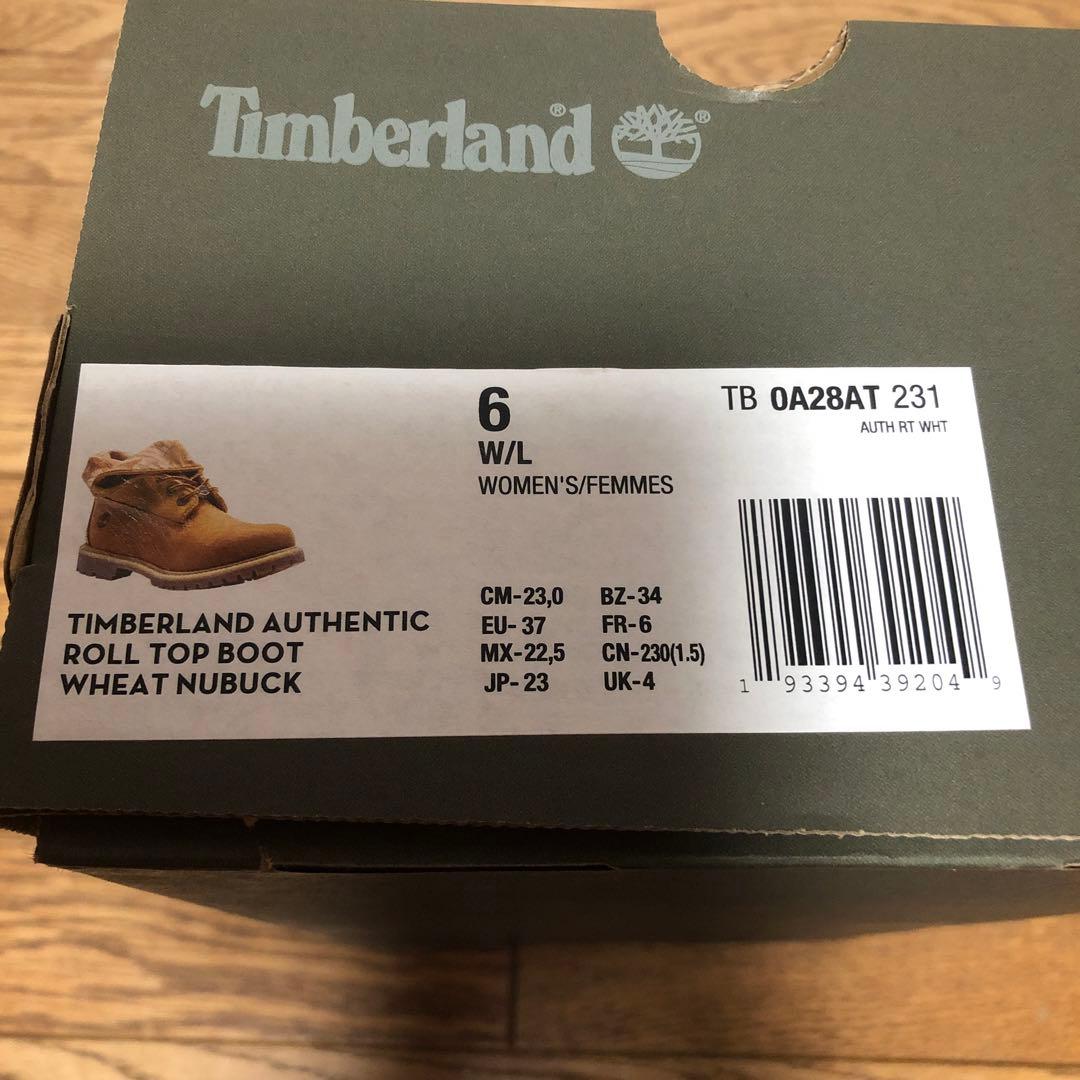 Timberland® ®
6
W/L
WOMEN'S/FEMMES
TB 0A28AT 231
AUTH RT WHT
TIMBERLAND AUTHENTIC
ROLL TOP BOOT
WHEAT NUBUCK
CM-23,0 BZ-34
EU-37 FR-6
MX-22,5 CN-230(1.5)
JP-23 UK-4
1 93394 39204 9